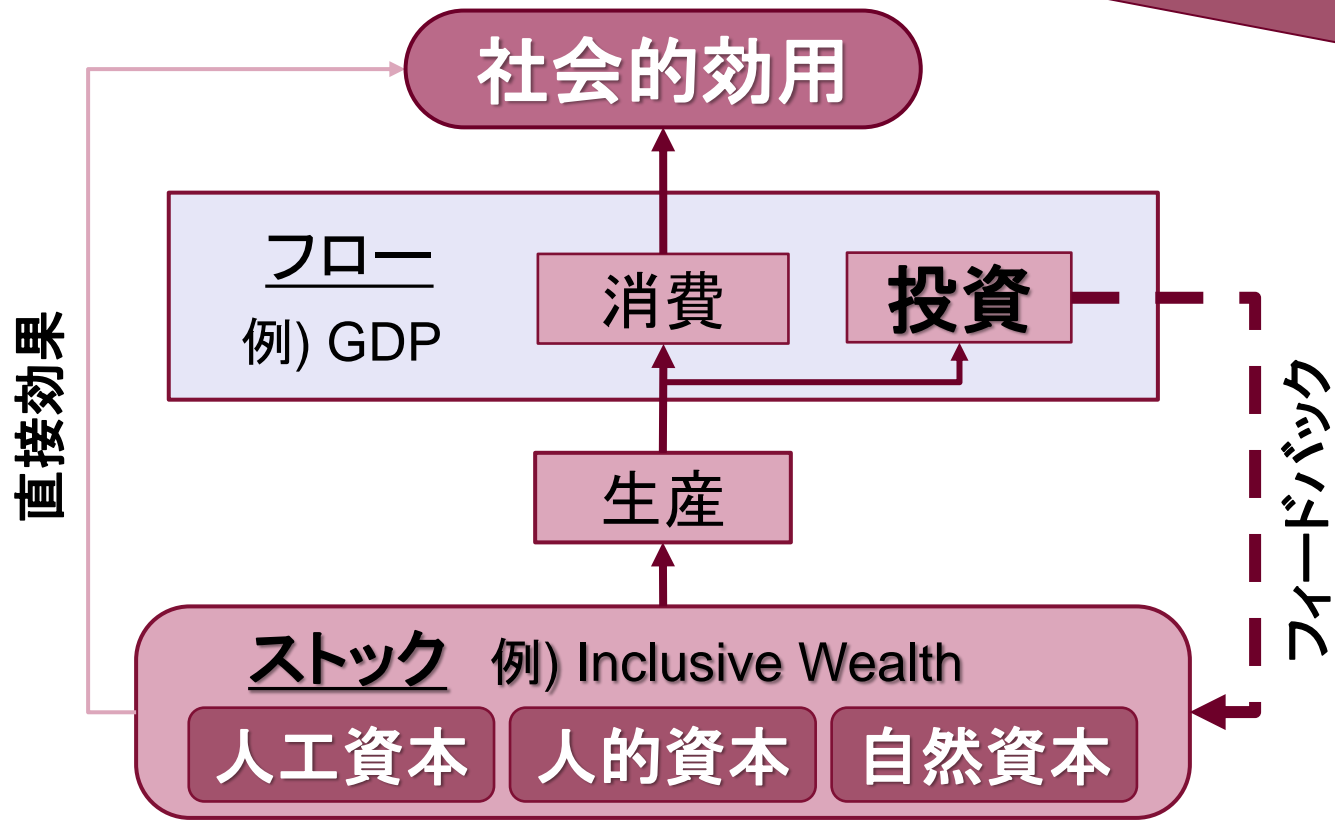 社会的効用
フロー
例) GDP
消費
投資
直接効果
フィードバック
生産
ストック 例) Inclusive Wealth
人工資本 人的資本 自然資本